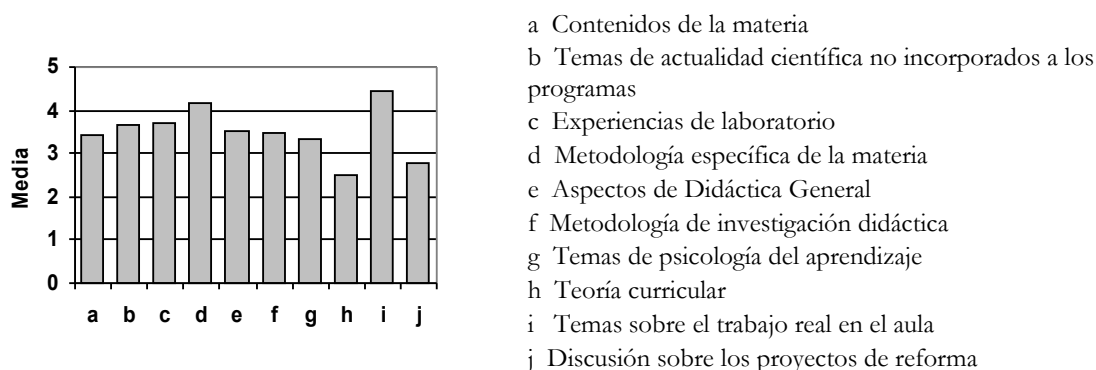 5
4
3
2
1
0
Media
a b c d e f g h i j
a Contenidos de la materia
b Temas de actualidad científica no incorporados a los
programas
c Experiencias de laboratorio
d Metodología específica de la materia
e Aspectos de Didáctica General
f Metodología de investigación didáctica
g Temas de psicología del aprendizaje
h Teoría curricular
i Temas sobre el trabajo real en el aula
j Discusión sobre los proyectos de reforma